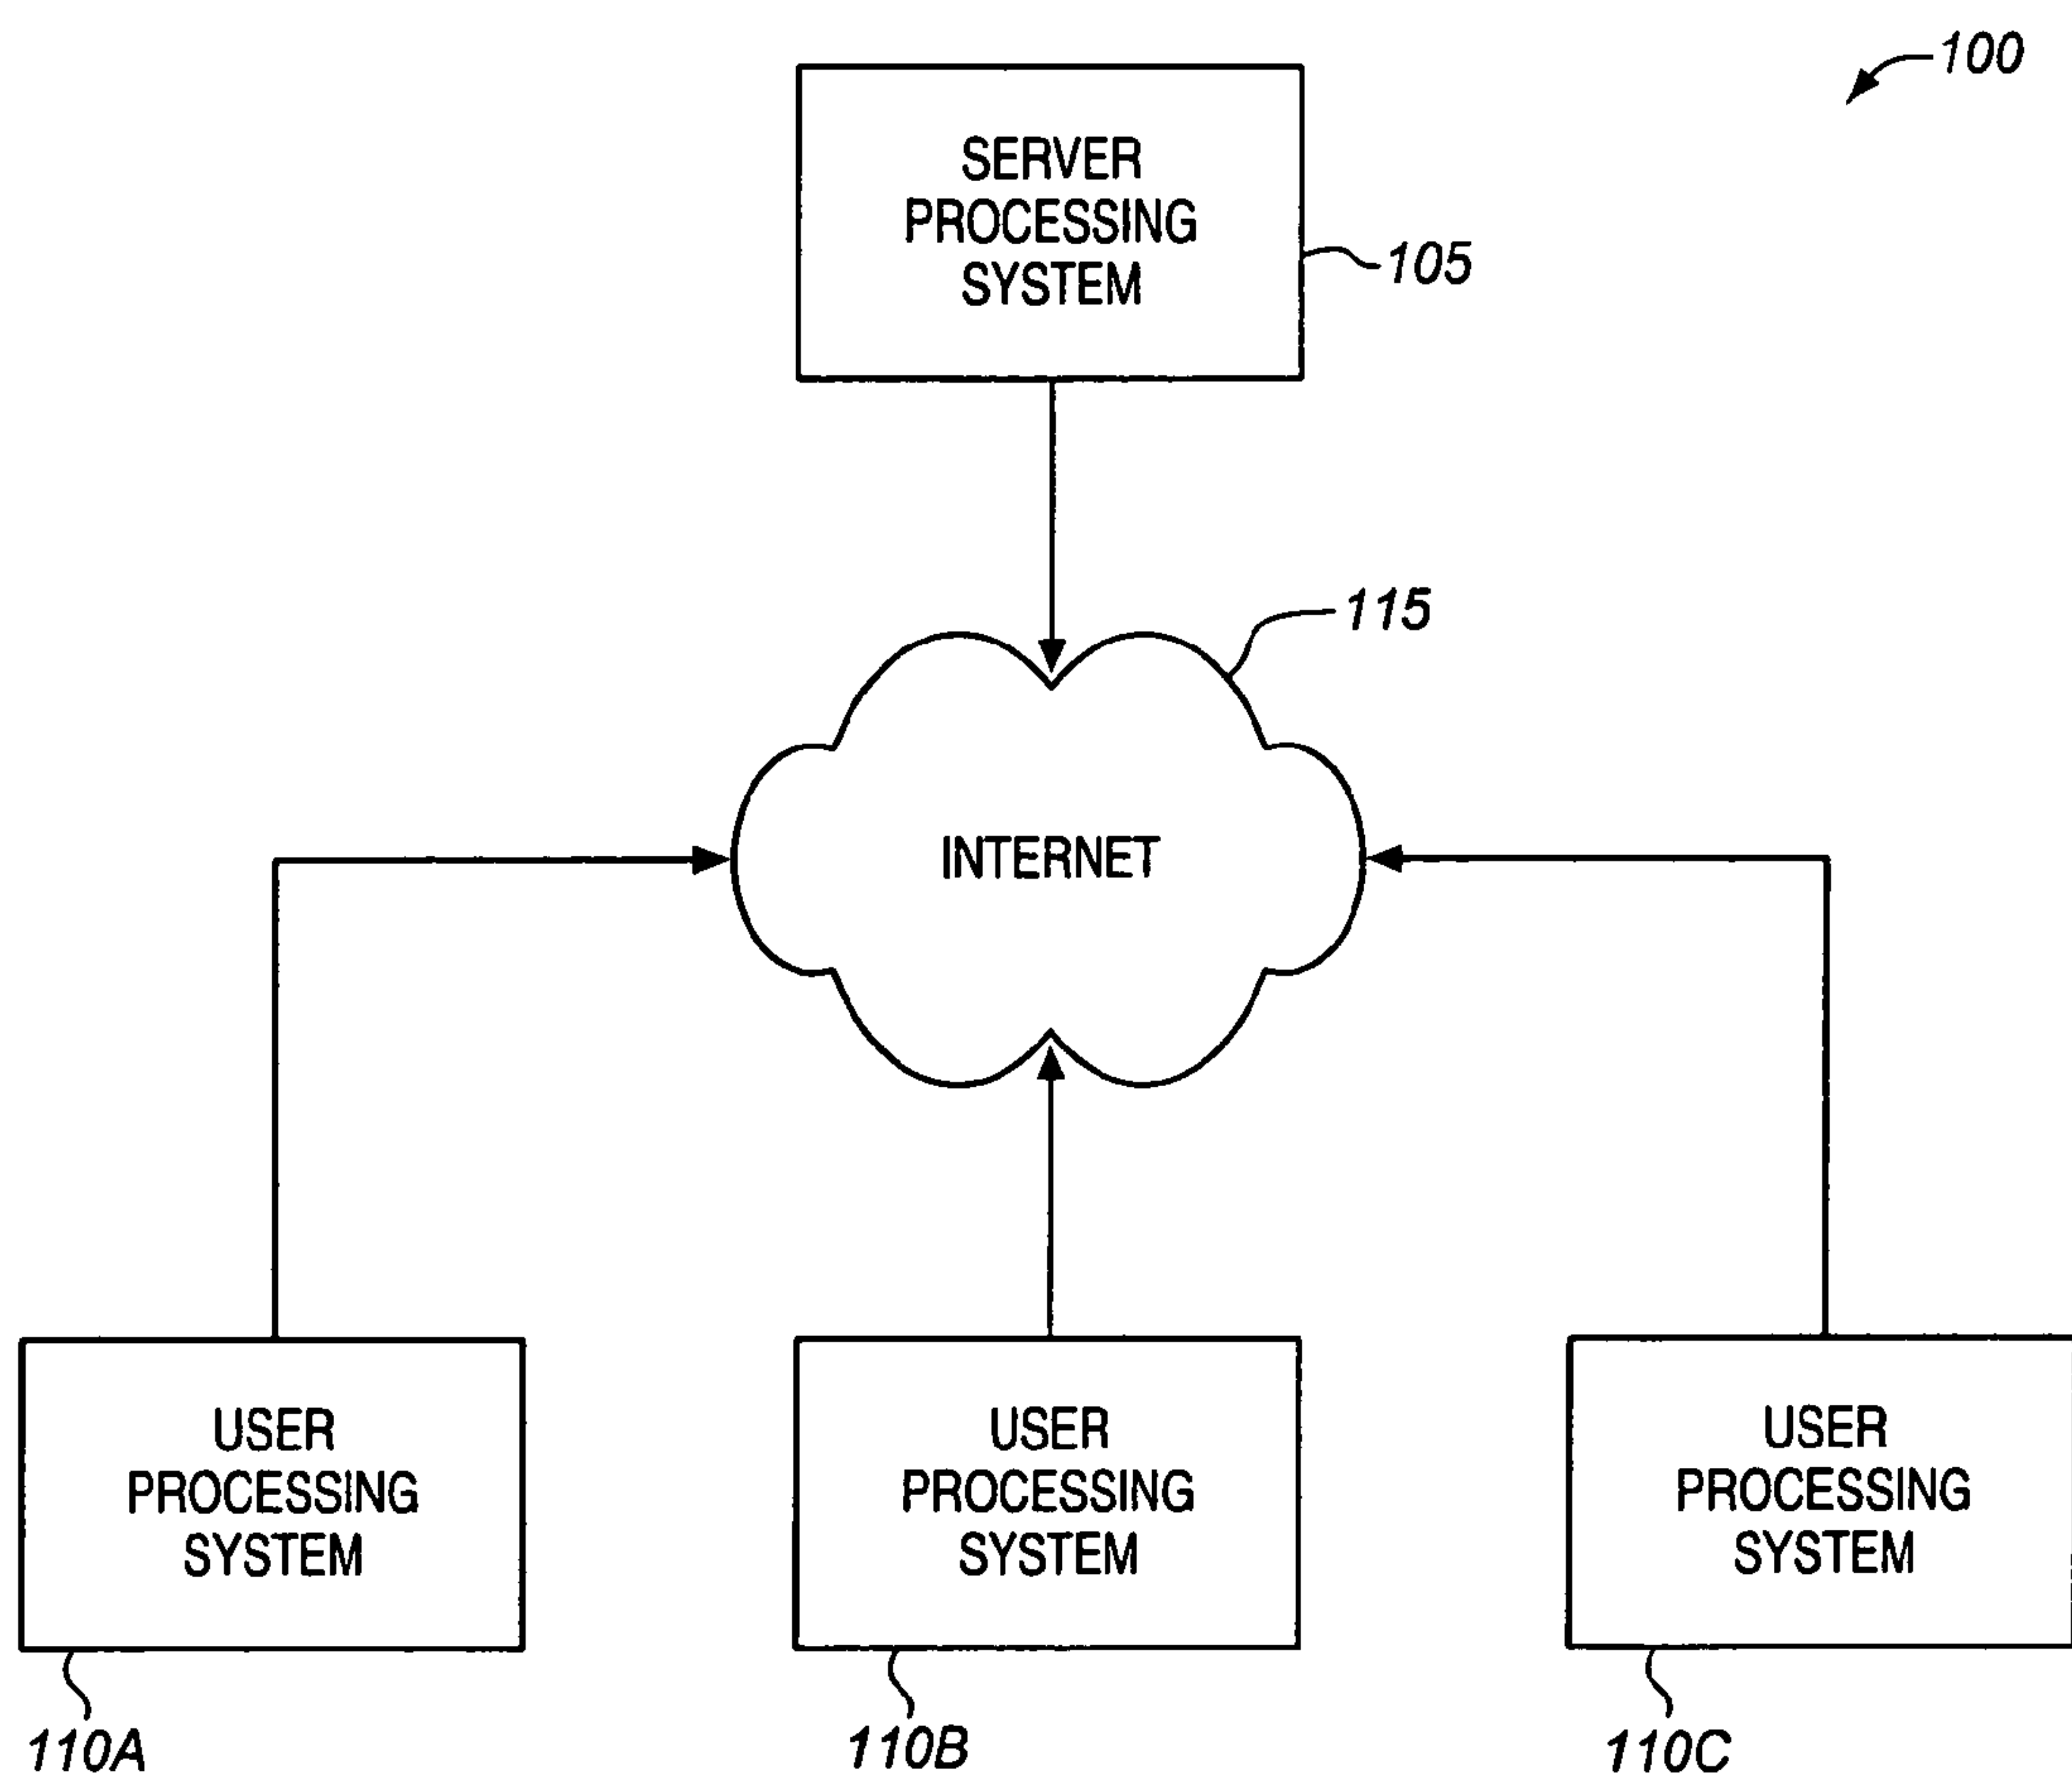 100
SERVER
PROCESSING
SYSTEM
105
115
INTERNET
USER
PROCESSING
SYSTEM
USER
PROCESSING
SYSTEM
USER
PROCESSING
SYSTEM
110A
110B
110C